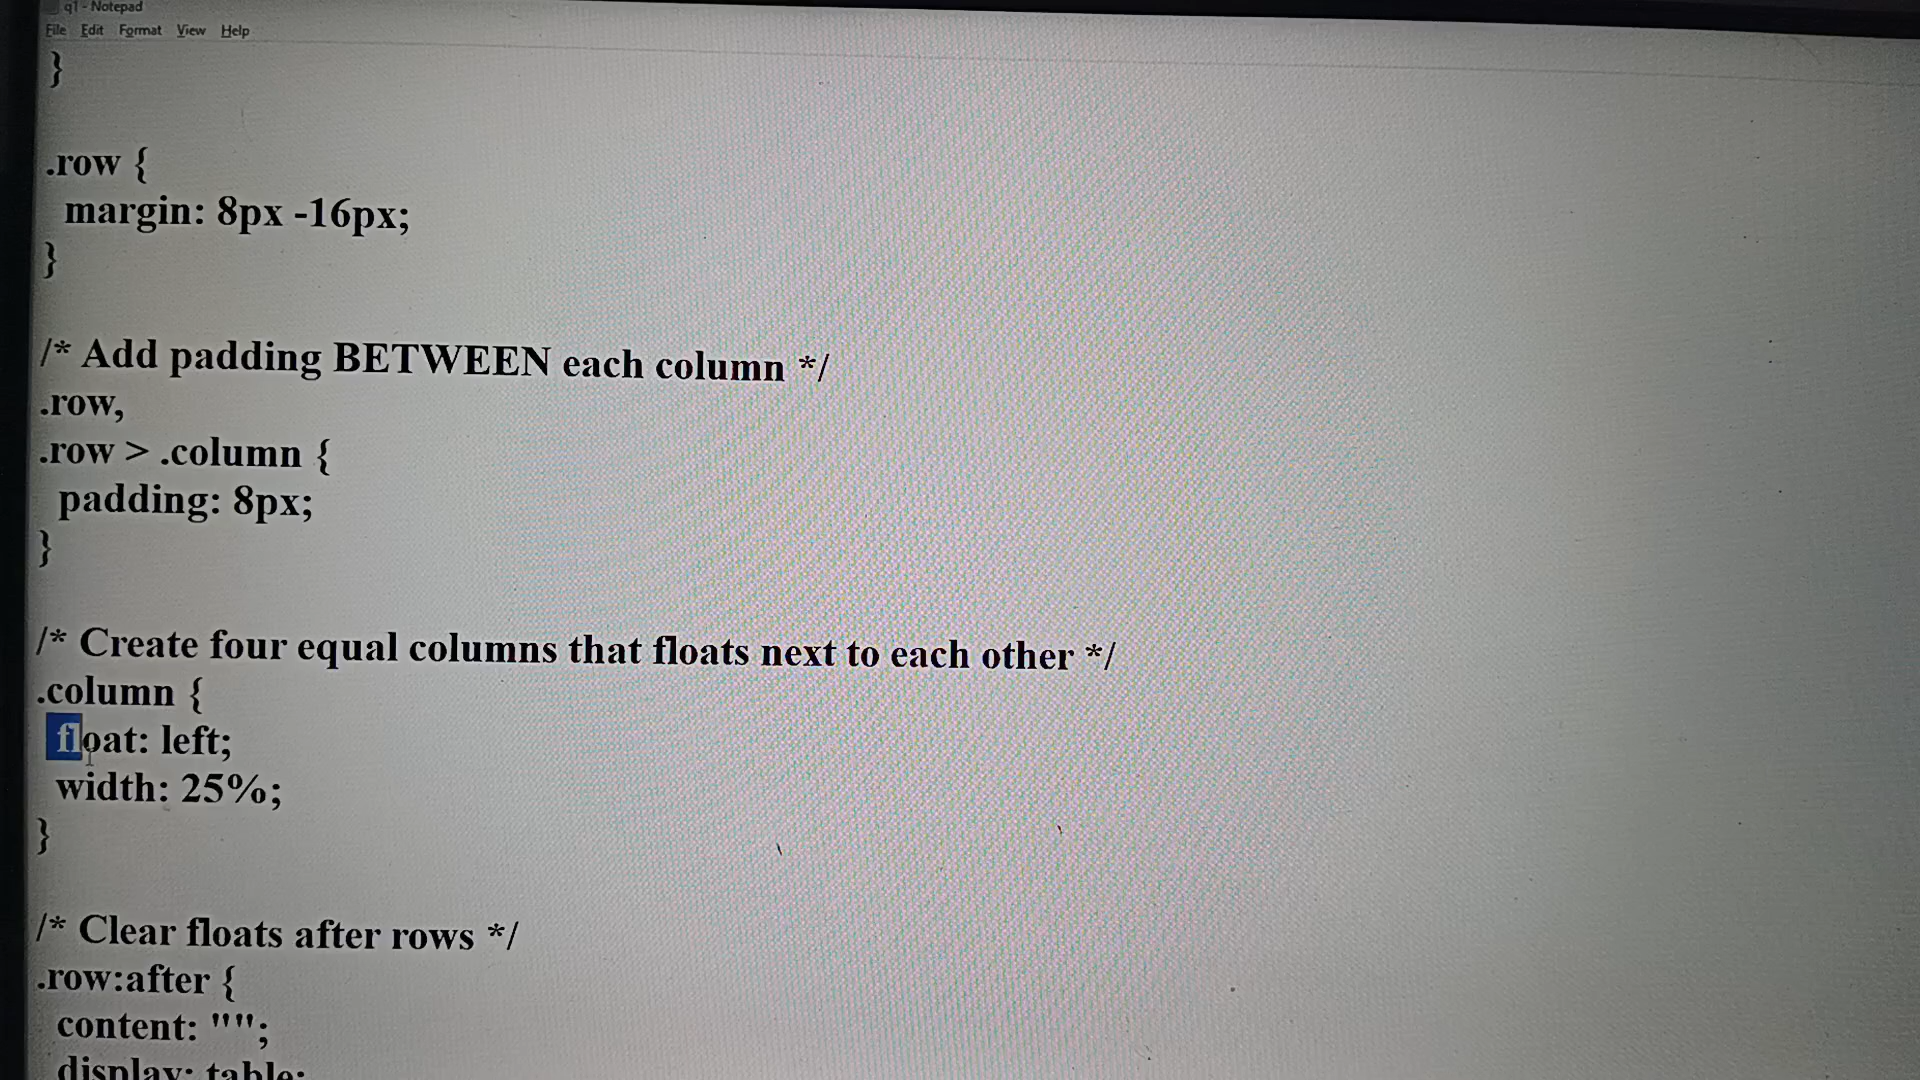 q1 - Notepad
File Edit Format View Help
}
.row {
margin: 8px -16px;
}
/* Add padding BETWEEN each column */
.row,
.row > .column {
padding: 8px;
}
/* Create four equal columns that floats next to each other */
.column {
float: left;
width: 25%;
}
/* Clear floats after rows */
.row:after {
content: "";
display: table;